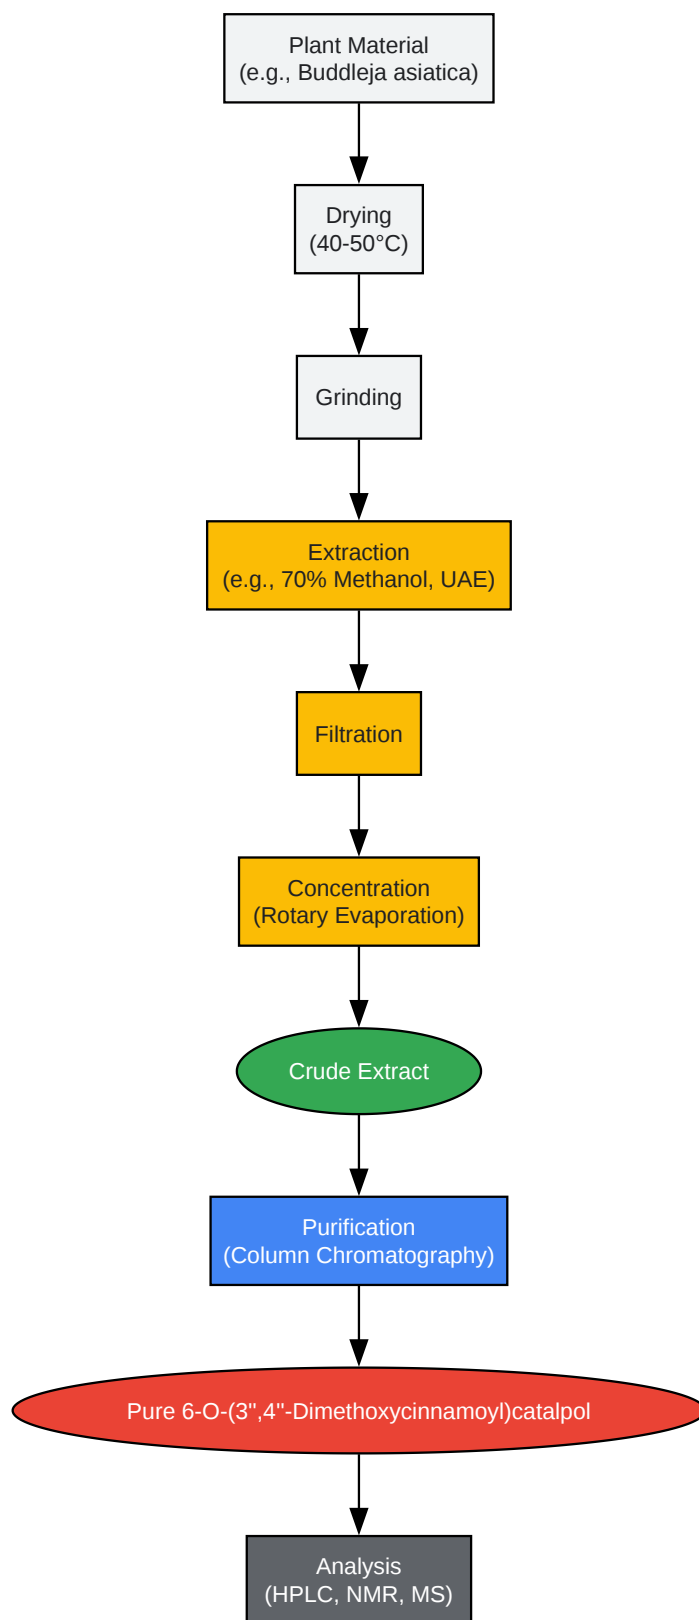 Plant Material
(e.g., Buddleja asiatica)
Drying
(40-50°C)
Grinding
Extraction
(e.g., 70% Methanol, UAE)
Filtration
Concentration
(Rotary Evaporation)
Crude Extract
Purification
(Column Chromatography)
Pure 6-O-(3",4"-Dimethoxycinnamoyl)catalpol
Analysis
(HPLC, NMR, MS)